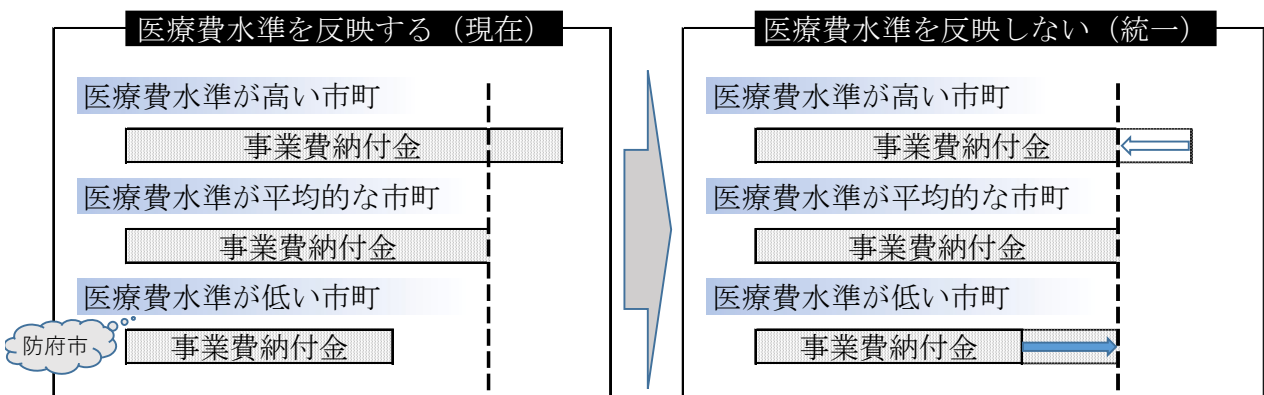 医療費水準を反映する（現在）
医療費水準が高い市町
事業費納付金
医療費水準が平均的な市町
事業費納付金
医療費水準が低い市町
防府市
事業費納付金
医療費水準を反映しない（統一）
医療費水準が高い市町
事業費納付金
医療費水準が平均的な市町
事業費納付金
医療費水準が低い市町
事業費納付金